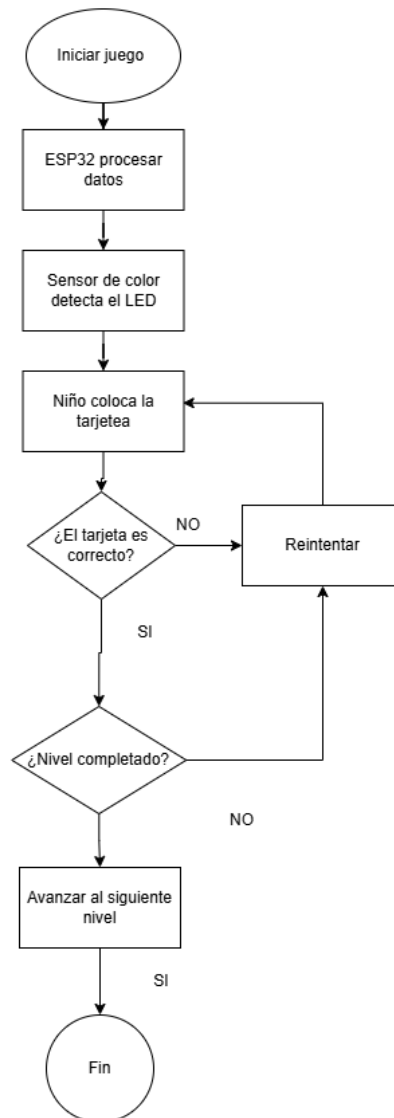 Iniciar juego
ESP32 procesar
datos
Sensor de color
detecta el LED
Niño coloca la
tarjetea
¿El tarjeta es
correcto?
NO
Reintentar
SI
¿Nivel completado?
NO
Avanzar al siguiente
nivel
SI
Fin